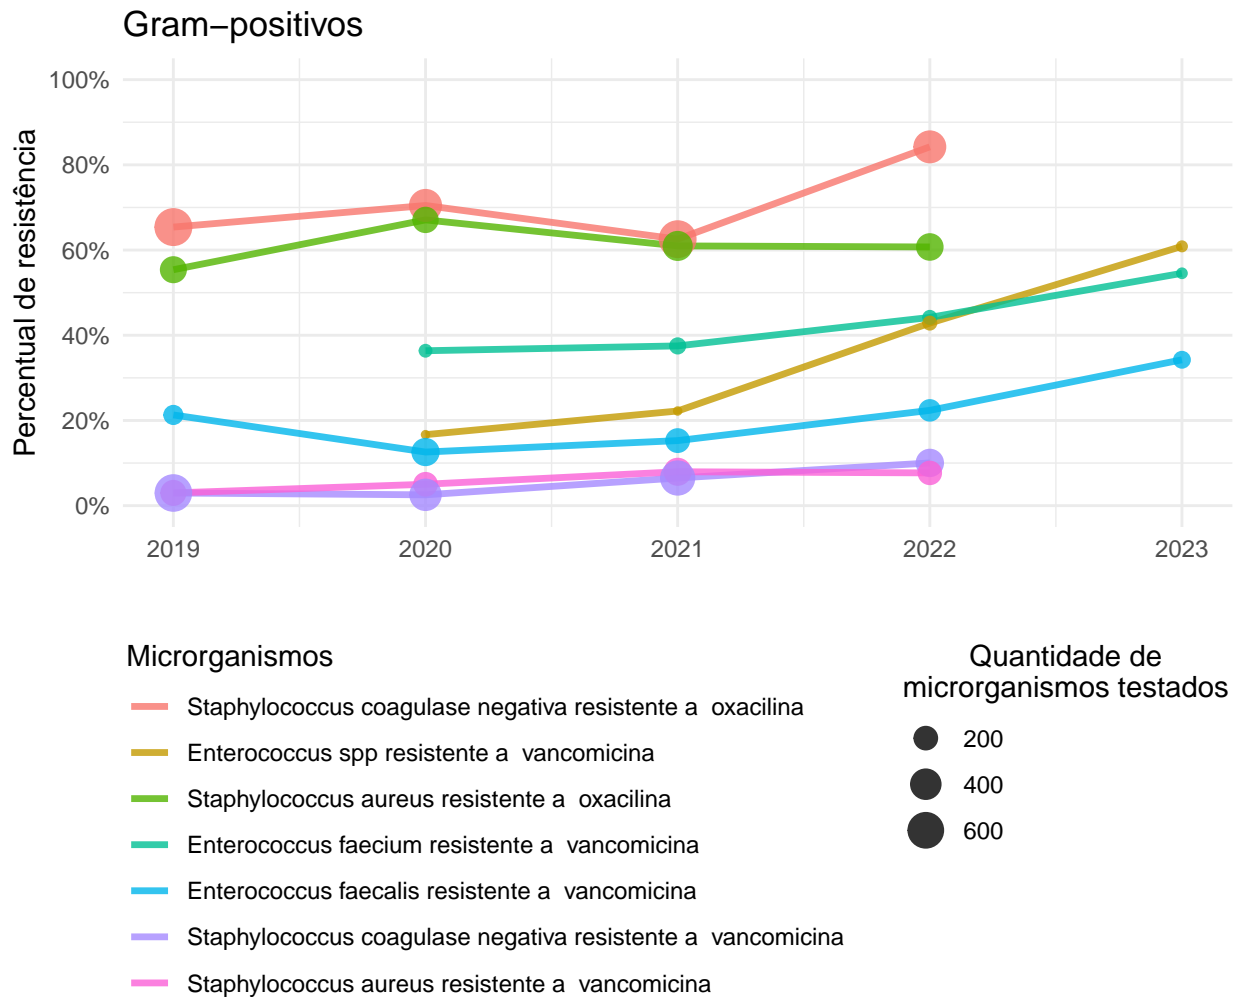 Gram−positivos
Percentual de resistência
100%
80%
60%
40%
20%
0%
2019 2020 2021 2022 2023
Microrganismos
Staphylococcus coagulase negativa resistente a  oxacilina
Enterococcus spp resistente a  vancomicina
Staphylococcus aureus resistente a  oxacilina
Enterococcus faecium resistente a  vancomicina
Enterococcus faecalis resistente a  vancomicina
Staphylococcus coagulase negativa resistente a  vancomicina
Staphylococcus aureus resistente a  vancomicina
Quantidade de
microrganismos testados
200
400
600